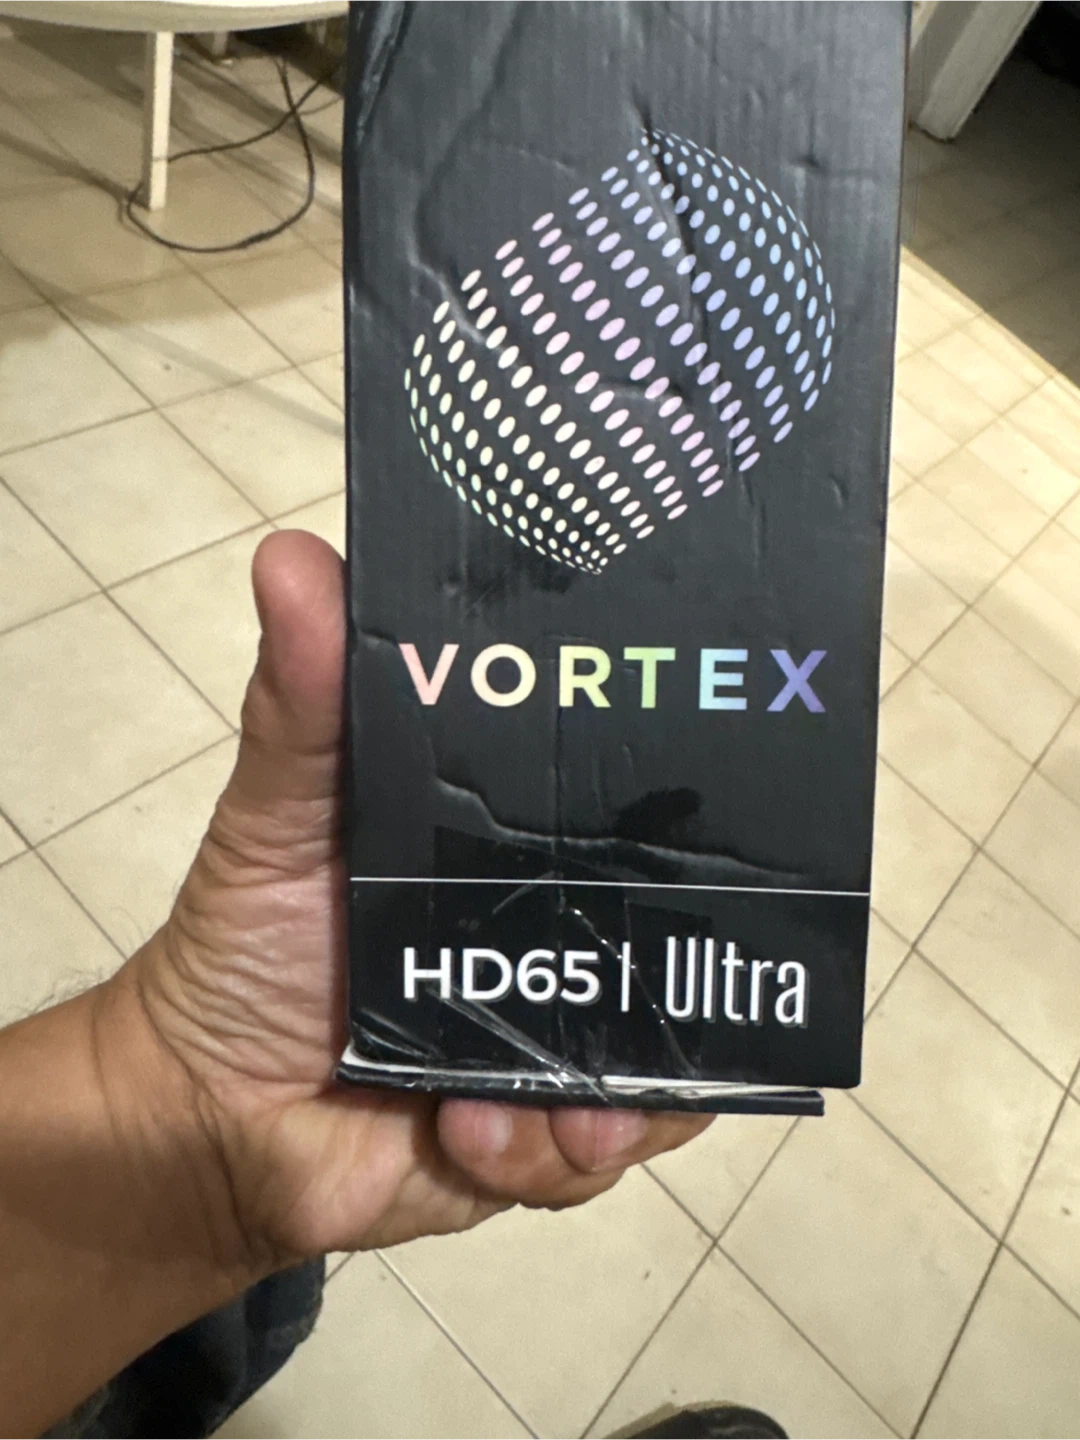 VORTEX
HD65 | Ultra